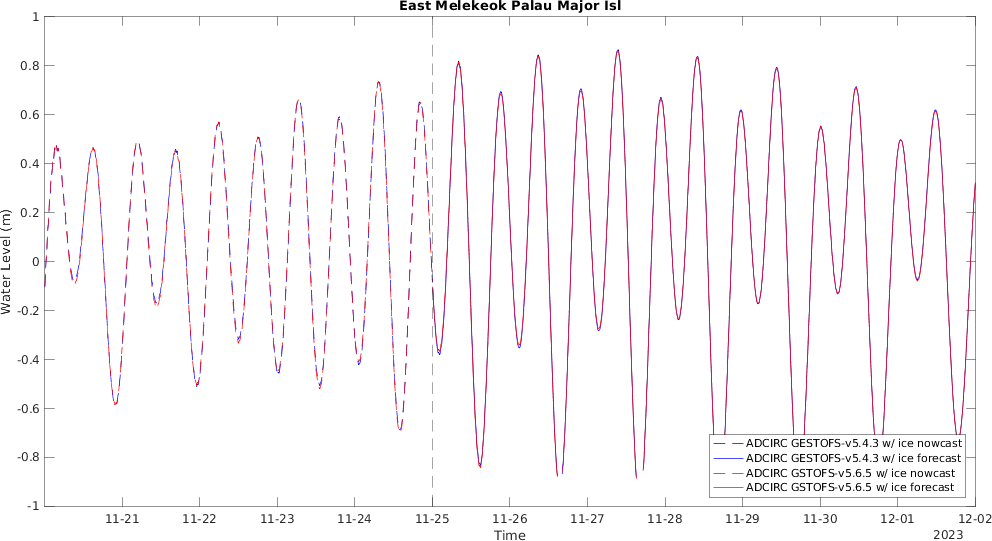 East Melekeok Palau Major Isl
Water Level (m)
1
0.8
0.6
0.4
0.2
0
-0.2
-0.4
-0.6
-0.8
-1
11-21 11-22 11-23 11-24 11-25 11-26 11-27 11-28 11-29 11-30 12-01 12-02
Time
2023
ADCIRC GESTOFS-v5.4.3 w/ ice nowcast
ADCIRC GESTOFS-v5.4.3 w/ ice forecast
ADCIRC GSTOFS-v5.6.5 w/ ice nowcast
ADCIRC GSTOFS-v5.6.5 w/ ice forecast